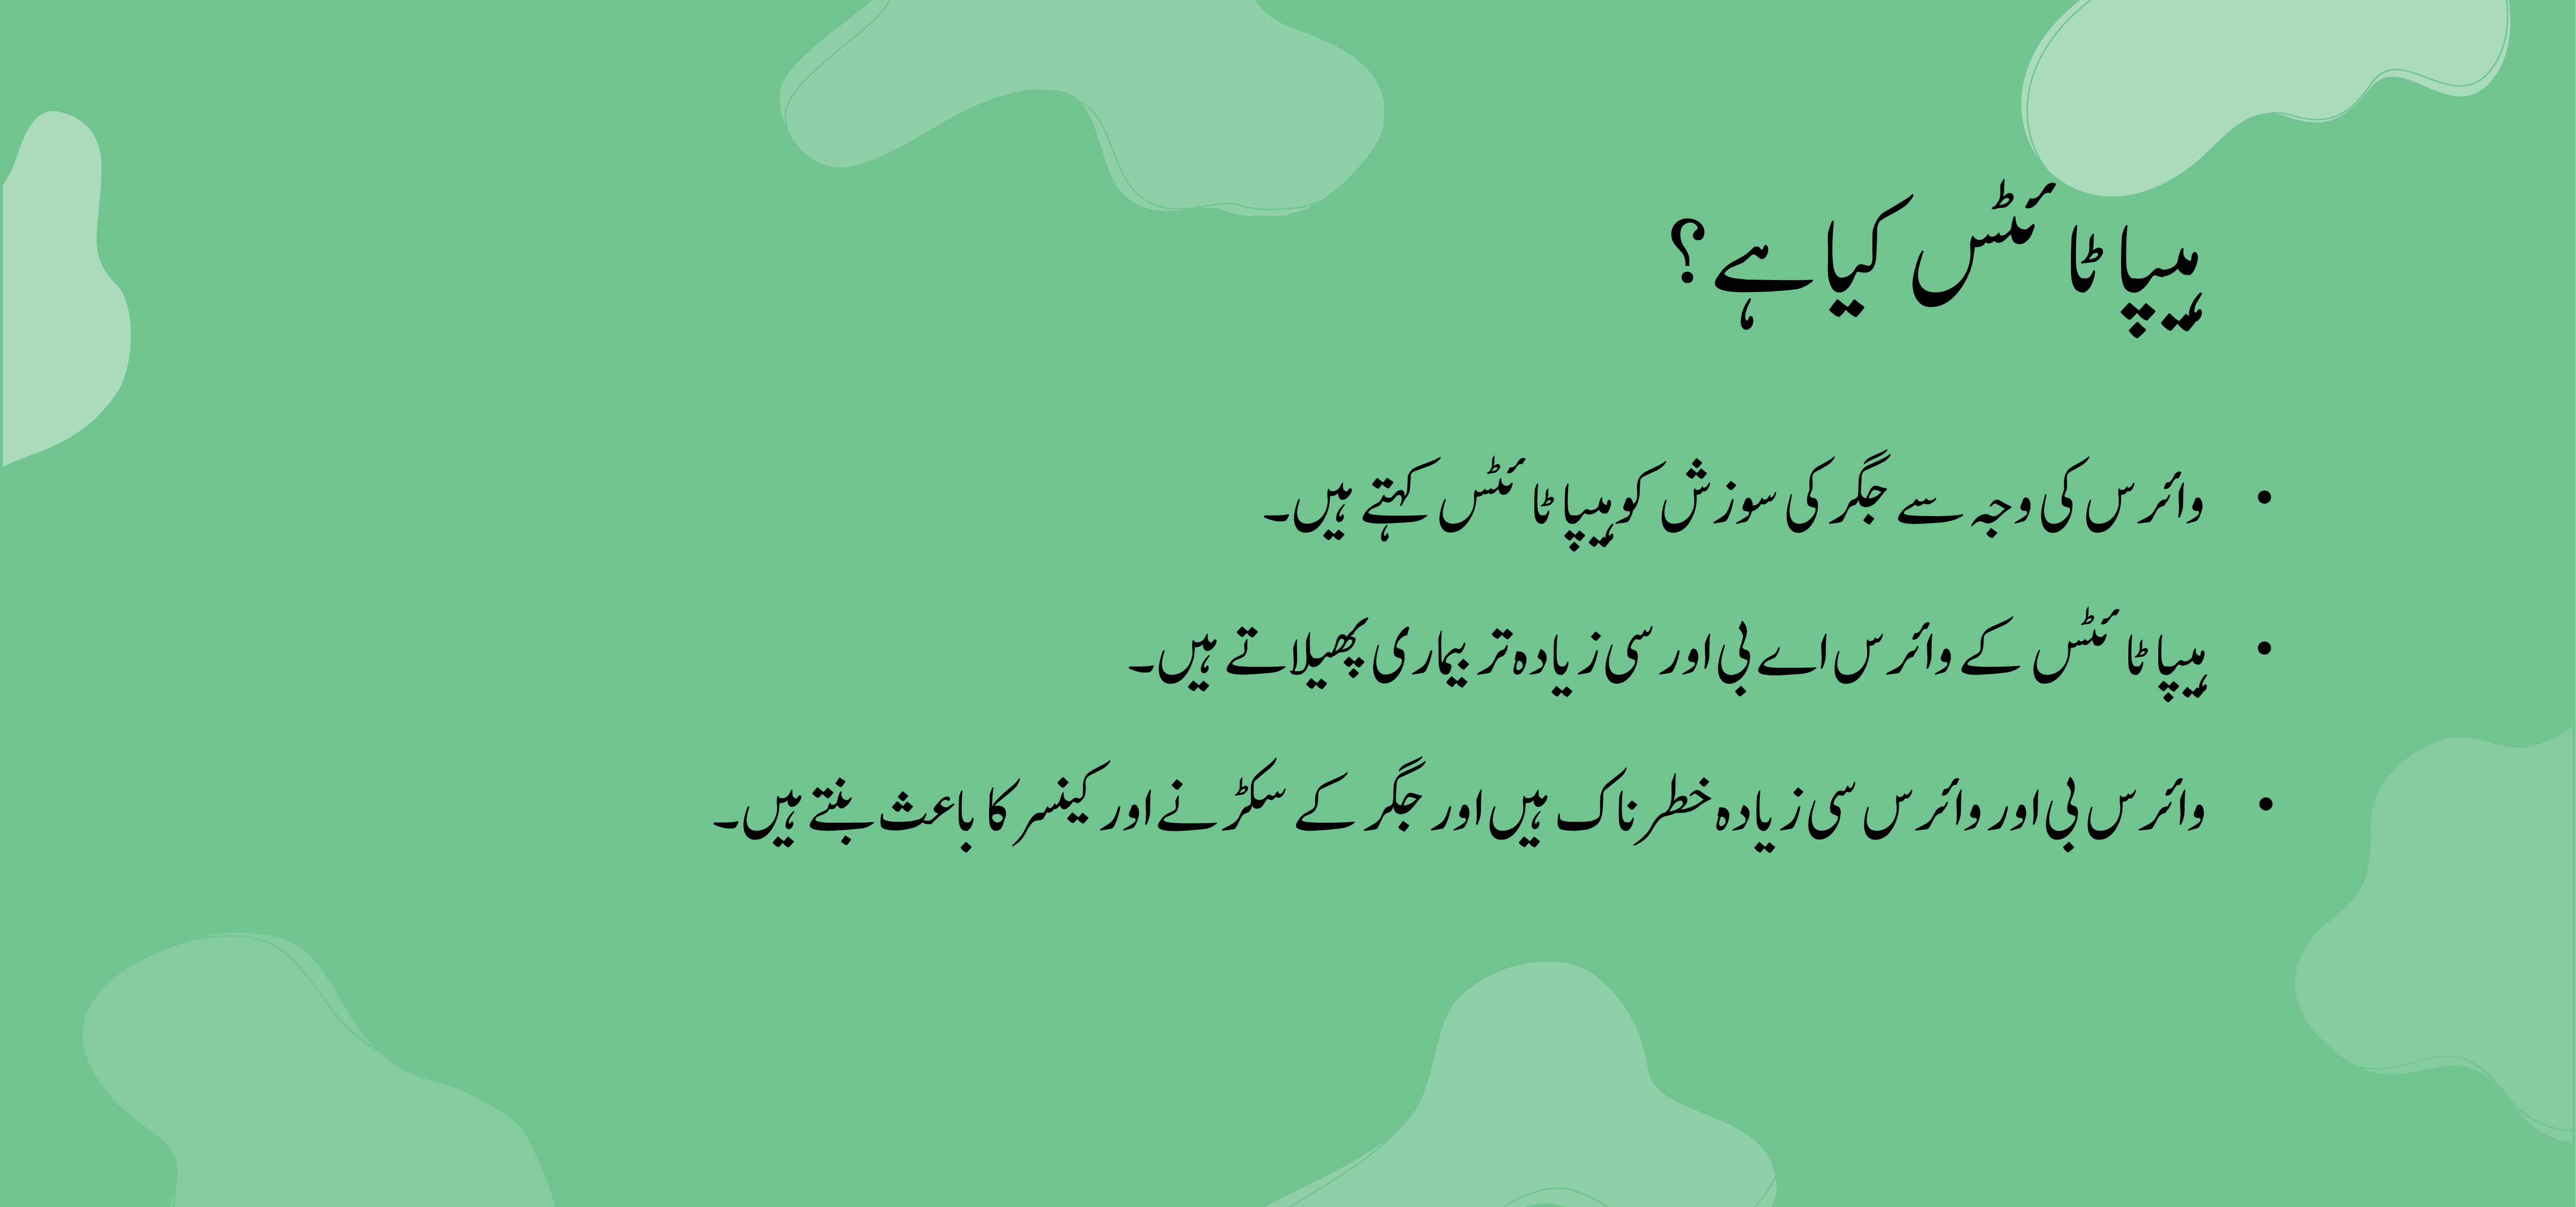 ہیپاٹائٹس کیا ہے؟
• وائرس کی وجہ سے جگر کی سوزش کو ہیپاٹائٹس کہتے ہیں۔
• ہیپاٹائٹس کے وائرس اے بی اور سی زیادہ تر بیماری پھیلاتے ہیں۔
• وائرس بی اور وائرس سی زیادہ خطرناک ہیں اور جگر کے سکڑنے اور کینسر کا باعث بنتے ہیں۔